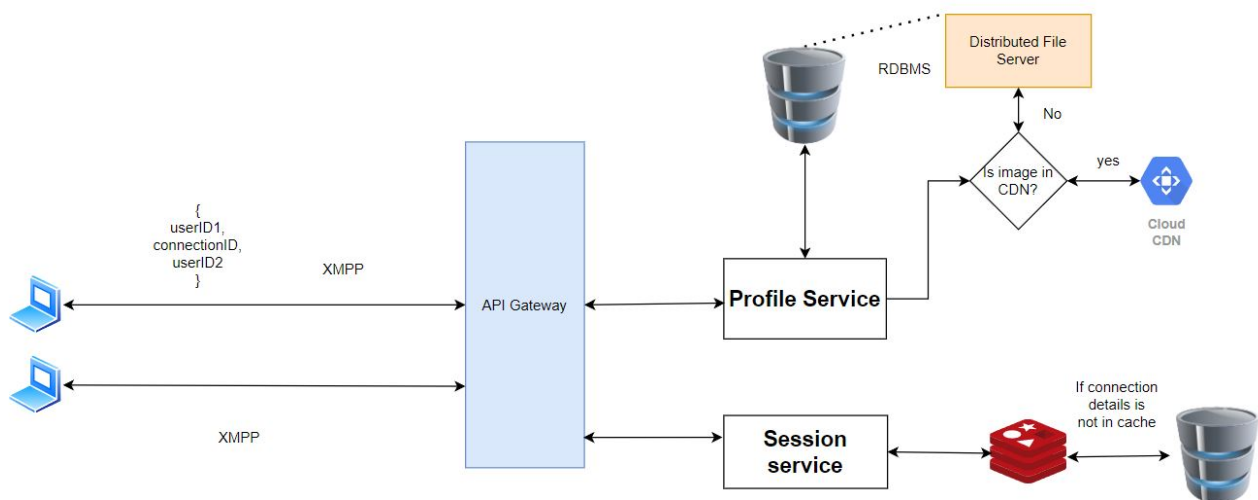 Distributed File
Server
RDBMS
No
Is image in
CDN?
yes
Cloud
CDN
{
userID1,
connectionID,
userID2
}
XMPP
API Gateway
Profile Service
XMPP
Session
service
If connection
details is
not in cache